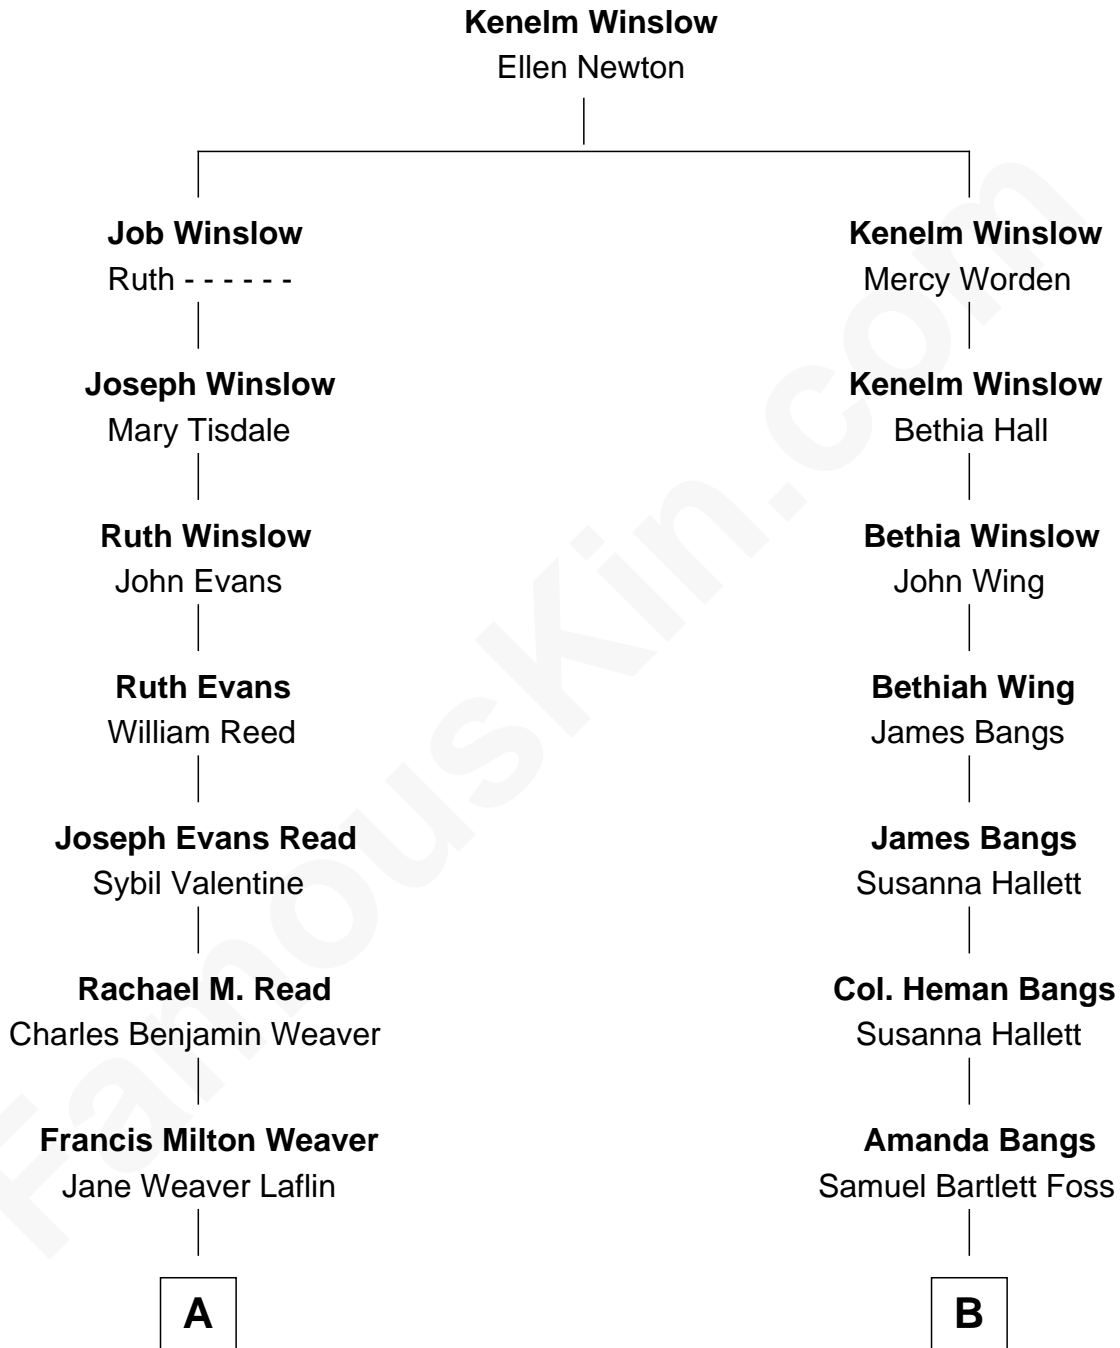 Kenelm Winslow
Ellen Newton
Job Winslow
Ruth - - - - - -
Joseph Winslow
Mary Tisdale
Ruth Winslow
John Evans
Ruth Evans
William Reed
Joseph Evans Read
Sybil Valentine
Rachael M. Read
Charles Benjamin Weaver
Francis Milton Weaver
Jane Weaver Laflin
A
Kenelm Winslow
Mercy Worden
Kenelm Winslow
Bethia Hall
Bethia Winslow
John Wing
Bethiah Wing
James Bangs
James Bangs
Susanna Hallett
Col. Heman Bangs
Susanna Hallett
Amanda Bangs
Samuel Bartlett Foss
B
FamousKin.com